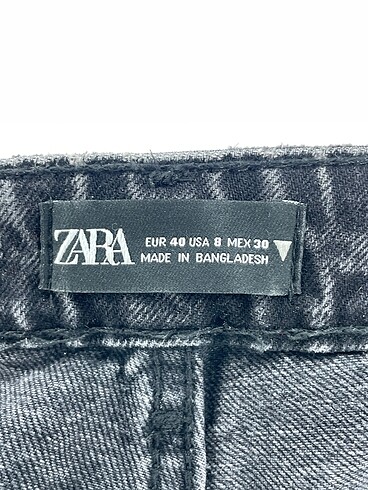 ZARA
EUR 40 USA 8 MEX 30
MADE IN BANGLADESH